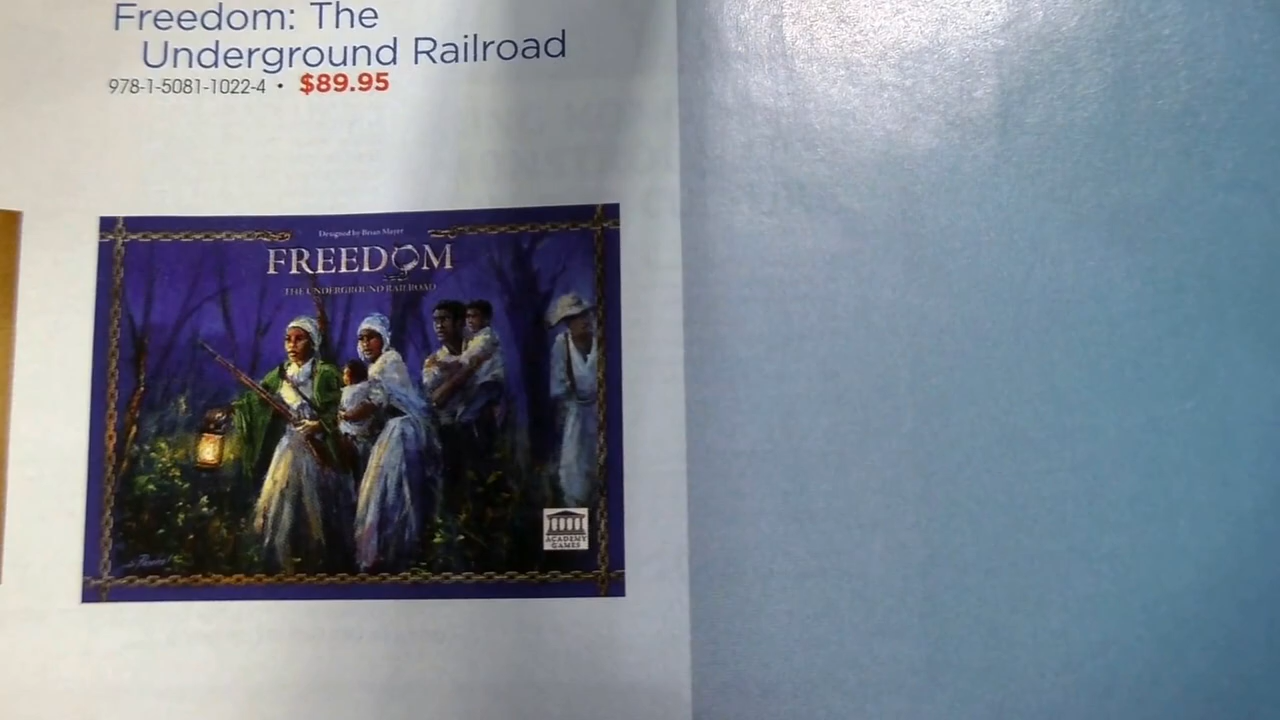 Freedom: The
Underground Railroad
978-1-5081-1022-4 • $89.95
Designed by Brian Mayer
FREEDOM
THE UNDERGROUND RAILROAD
ACADEMY
GAMES